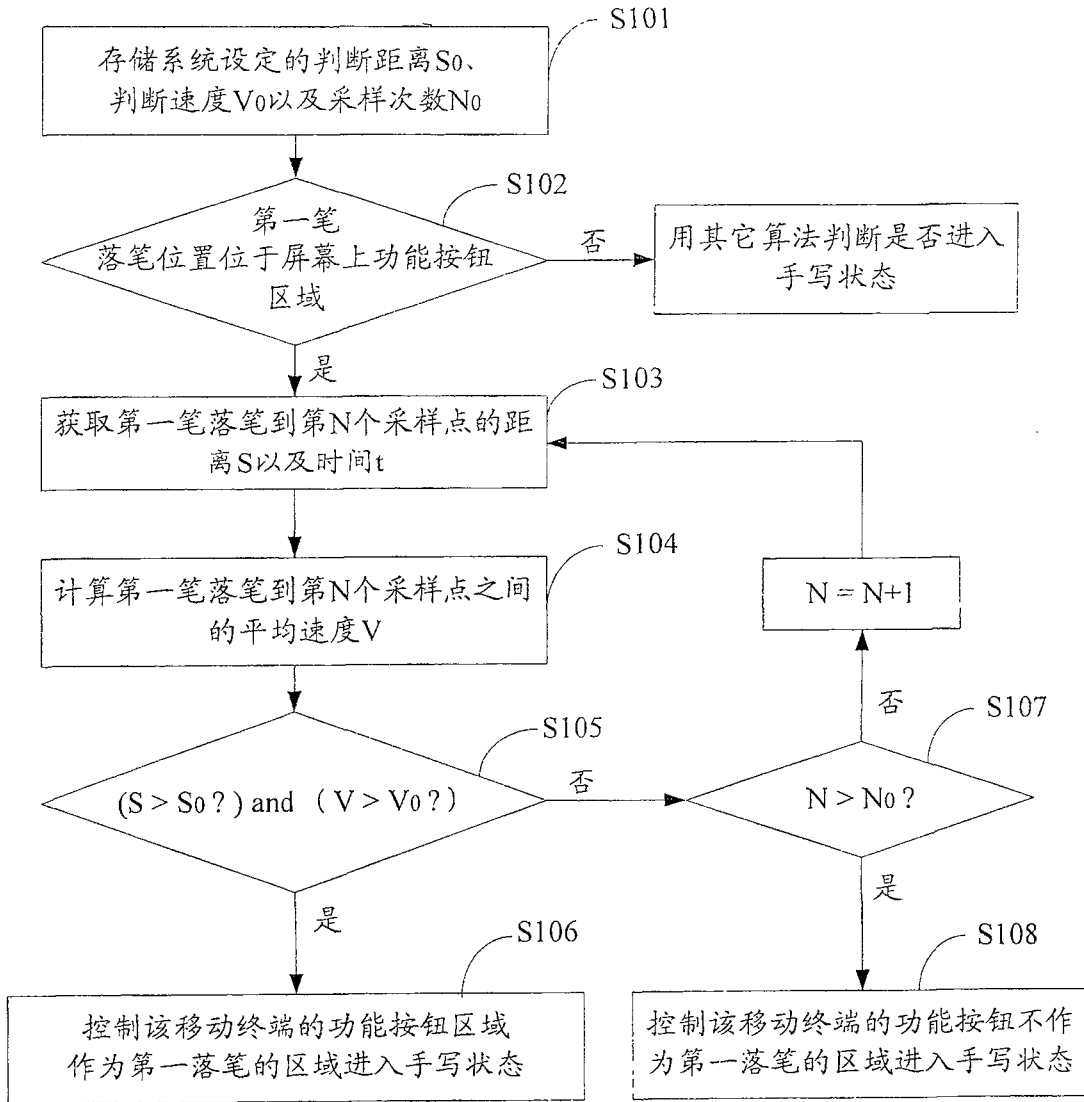 S101
存储系统设定的判断距离S0、
判断速度V0以及采样次数N0
S102
第一笔
落笔位置位于屏幕上功能按钮
区域
否
用其它算法判断是否进入
手写状态
是
S103
获取第一笔落笔到第N个采样点的距
离S以及时间t
S104
计算第一笔落笔到第N个采样点之间
的平均速度V
N = N+1
S105
(S > S0?) and （V > V0?）
否
否
S107
N > N0?
是
是
S106
控制该移动终端的功能按钮区域
作为第一落笔的区域进入手写状态
S108
控制该移动终端的功能按钮不作
为第一落笔的区域进入手写状态